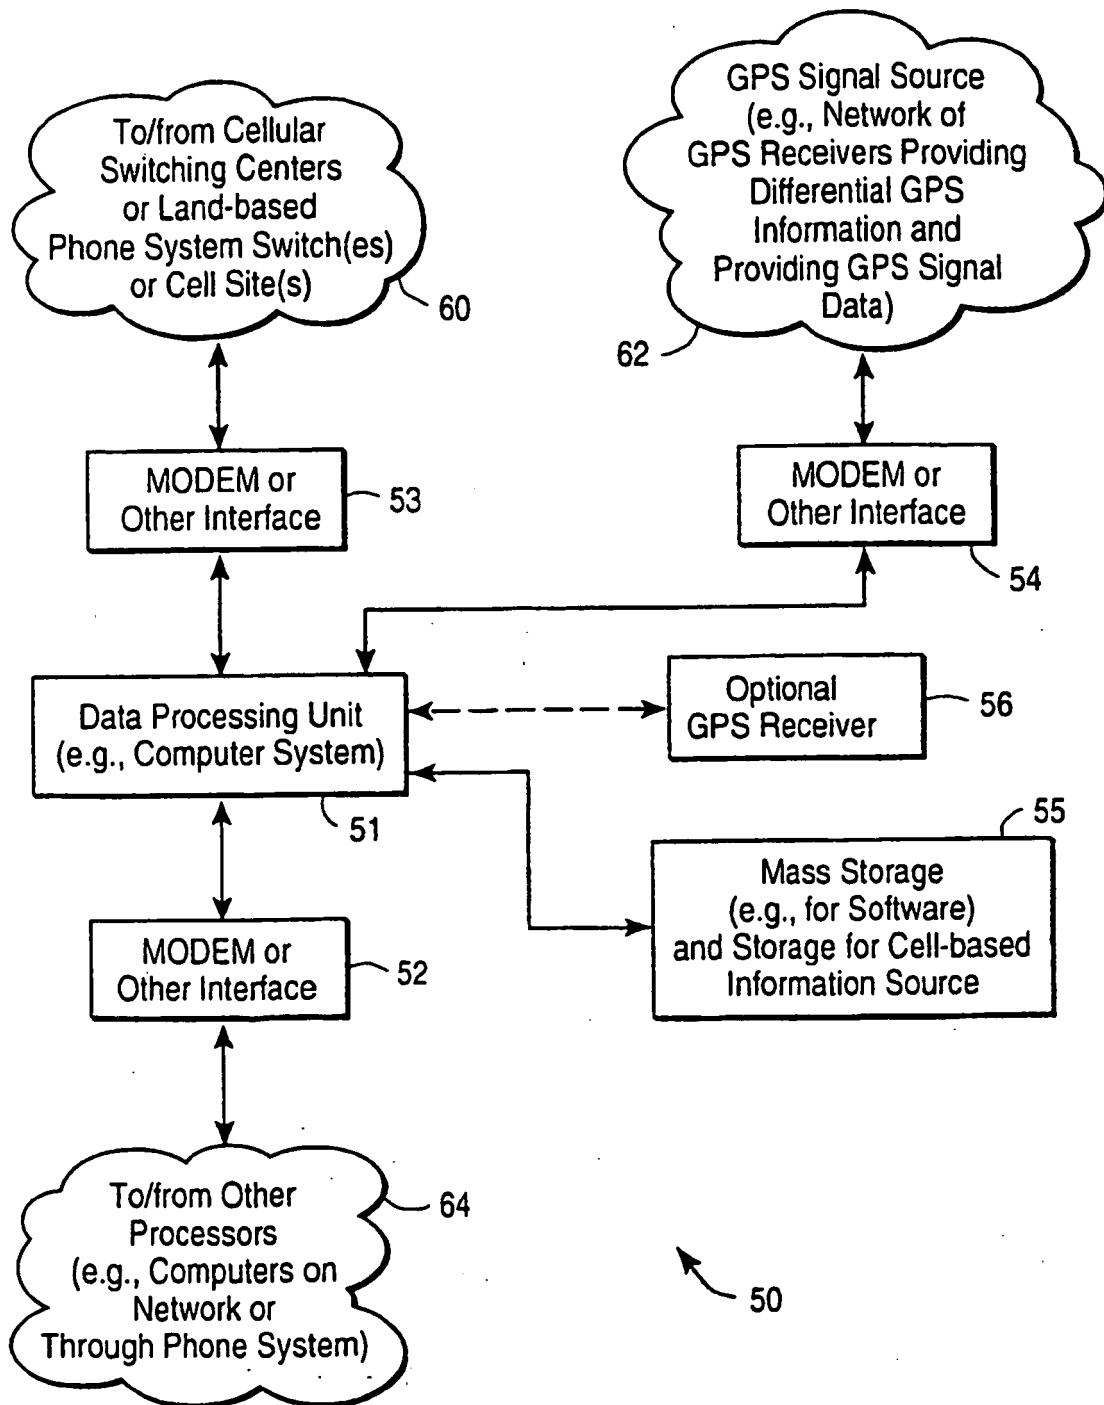 To/from Cellular
Switching Centers
or Land-based
Phone System Switch(es)
or Cell Site(s)
60
GPS Signal Source
(e.g., Network of
GPS Receivers Providing
Differential GPS
Information and
Providing GPS Signal
Data)
62
MODEM or
Other Interface
53
MODEM or
Other Interface
54
Data Processing Unit
(e.g., Computer System)
51
Optional
GPS Receiver
56
55
Mass Storage
(e.g., for Software)
and Storage for Cell-based
Information Source
MODEM or
Other Interface
52
To/from Other
Processors
(e.g., Computers on
Network or
Through Phone System)
64
50